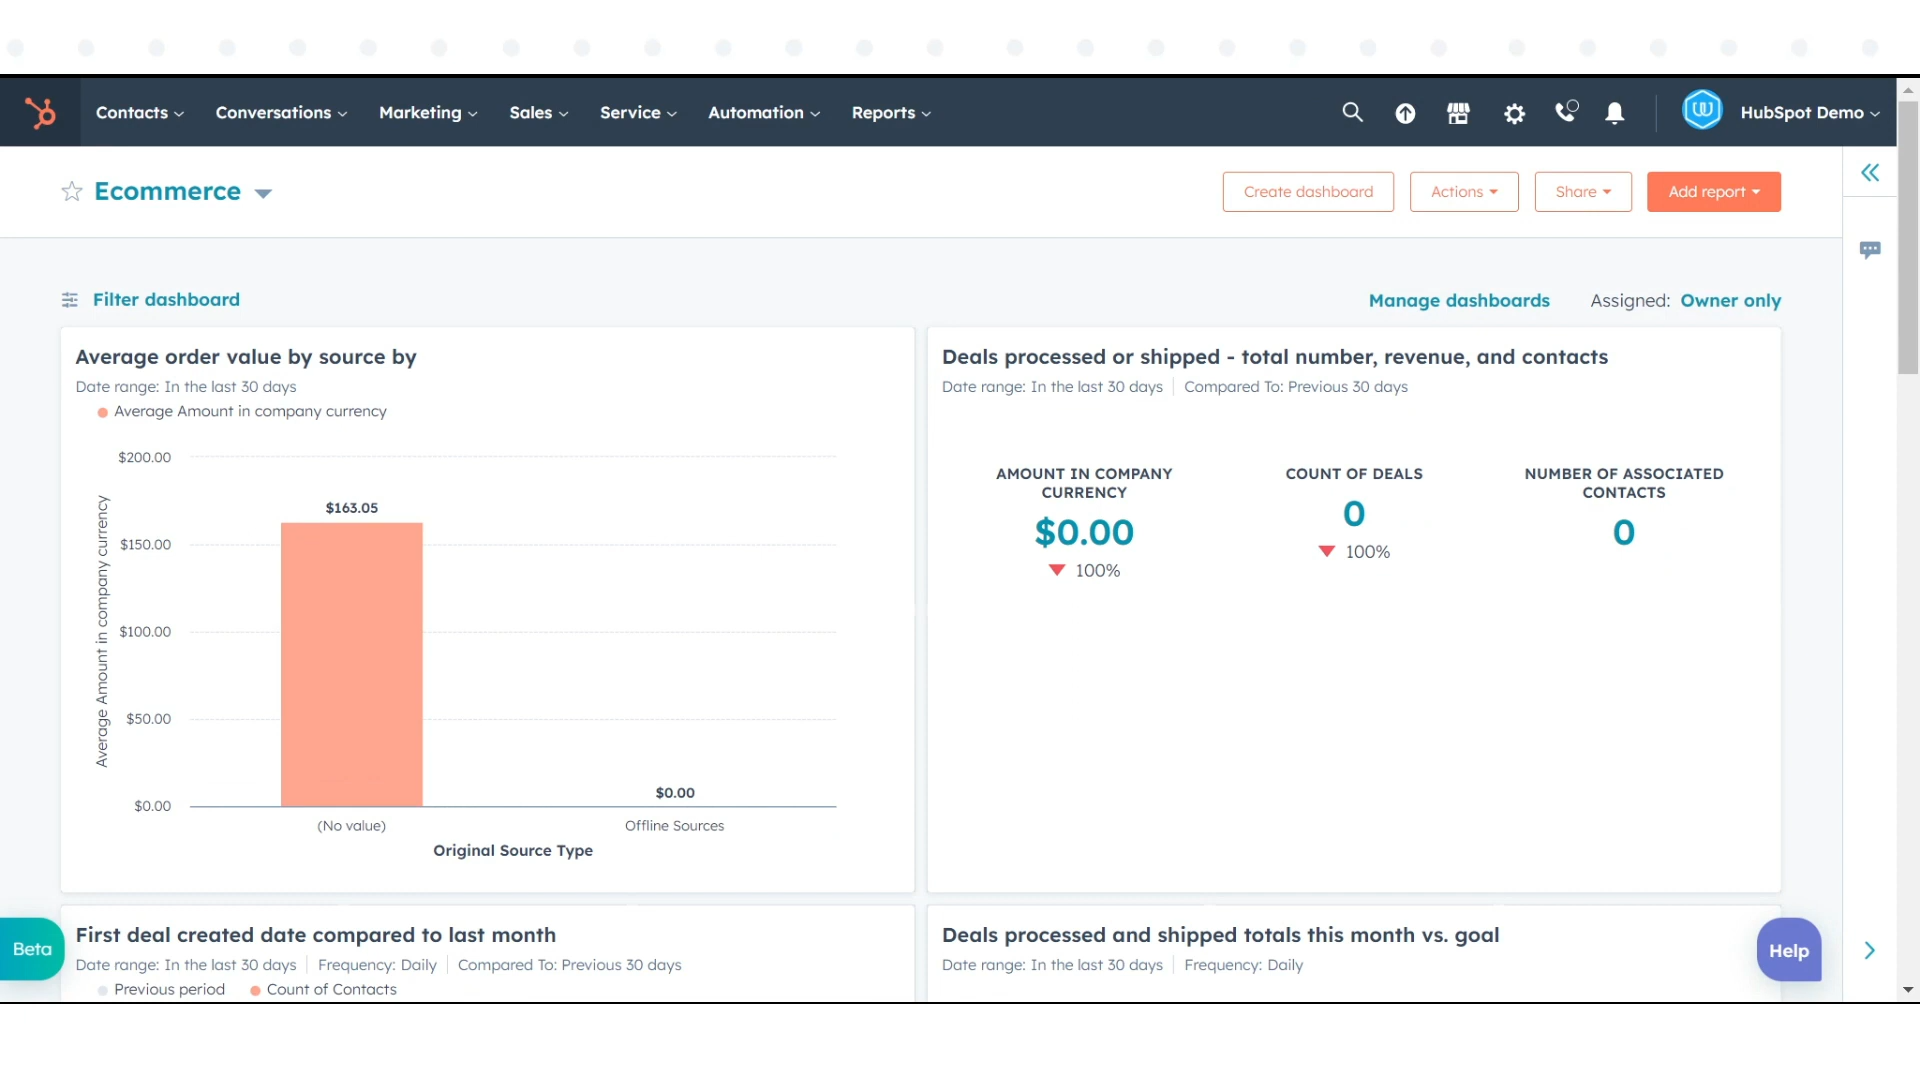 Contacts
Conversations
Marketing
Sales
Service
Automation
Reports
HubSpot Demo
Ecommerce
Create dashboard
Actions
Share
Add report
Filter dashboard
Manage dashboards
Assigned: Owner only
Average order value by source by
Date range: In the last 30 days
Average Amount in company currency
$200.00
$150.00
$100.00
$50.00
$0.00
Average Amount in company currency
$163.05
$0.00
(No value)
Offline Sources
Original Source Type
Deals processed or shipped - total number, revenue, and contacts
Date range: In the last 30 days
Compared To: Previous 30 days
AMOUNT IN COMPANY
CURRENCY
$0.00
100%
COUNT OF DEALS
0
100%
NUMBER OF ASSOCIATED
CONTACTS
0
Beta
First deal created date compared to last month
Date range: In the last 30 days
Frequency: Daily
Compared To: Previous 30 days
Previous period
Count of Contacts
Deals processed and shipped totals this month vs. goal
Date range: In the last 30 days
Frequency: Daily
Help